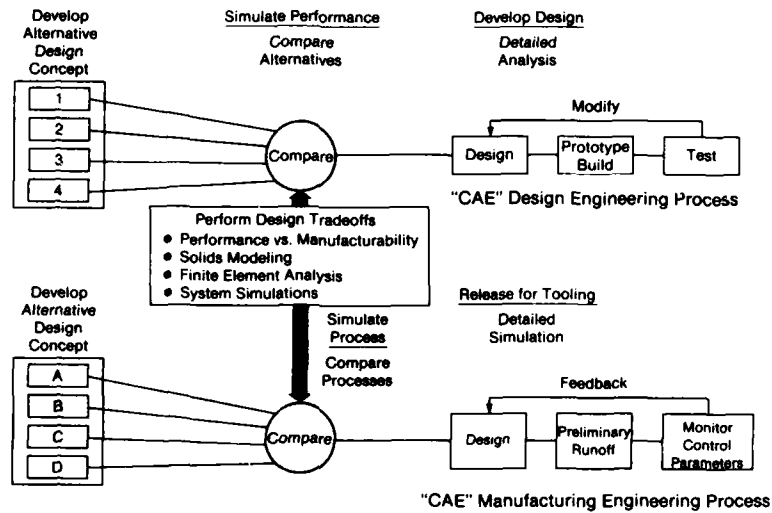 Develop
Alternative
Design
Concept
1
2
3
4
Simulate Performance
Compare
Alternatives
Compare
Develop Design
Detailed
Analysis
Modify
Design
Prototype
Build
Test
"CAE" Design Engineering Process
Perform Design Tradeoffs
● Performance vs. Manufacturability
● Solids Modeling
● Finite Element Analysis
● System Simulations
Develop
Alternative
Design
Concept
A
B
C
D
Simulate
Process
Compare
Processes
Compare
Release for Tooling
Detailed
Simulation
Feedback
Design
Preliminary
Runoff
Monitor
Control
Parameters
"CAE" Manufacturing Engineering Process